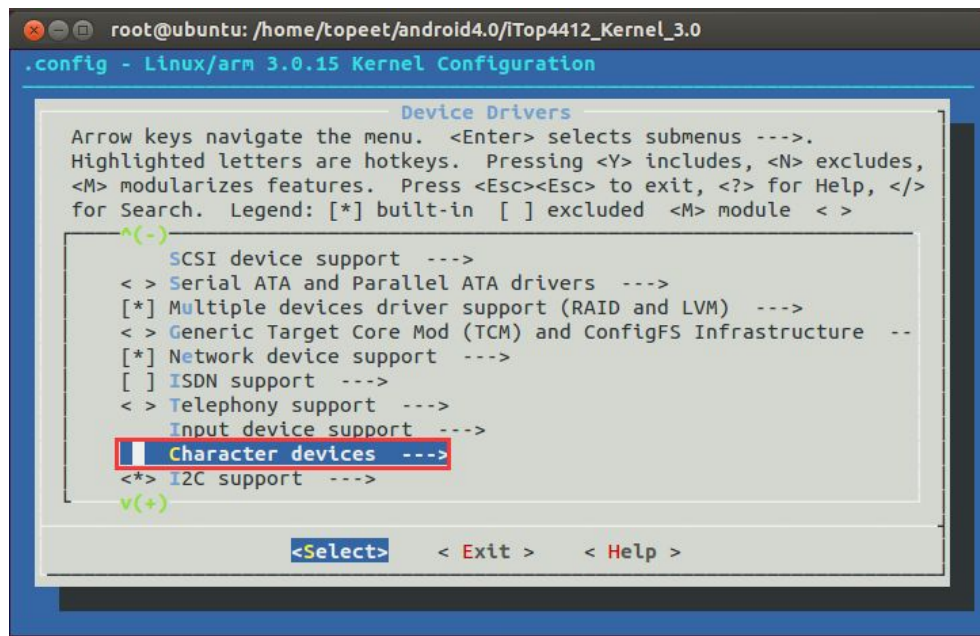 root@ubuntu: /home/topeet/android4.0/iTop4412_Kernel_3.0
.config - Linux/arm 3.0.15 Kernel Configuration
Device Drivers
Arrow keys navigate the menu.  <Enter> selects submenus --->.
Highlighted letters are hotkeys.  Pressing <Y> includes, <N> excludes,
<M> modularizes features.  Press <Esc><Esc> to exit, <?> for Help, </>
for Search.  Legend: [*] built-in  [ ] excluded  <M> module  < >
^(-)
SCSI device support  --->
< > Serial ATA and Parallel ATA drivers  --->
[*] Multiple devices driver support (RAID and LVM)  --->
< > Generic Target Core Mod (TCM) and ConfigFS Infrastructure  --
[*] Network device support  --->
[ ] ISDN support  --->
< > Telephony support  --->
Input device support  --->
Character devices  --->
<*> I2C support  --->
v(+)
<Select>    < Exit >    < Help >